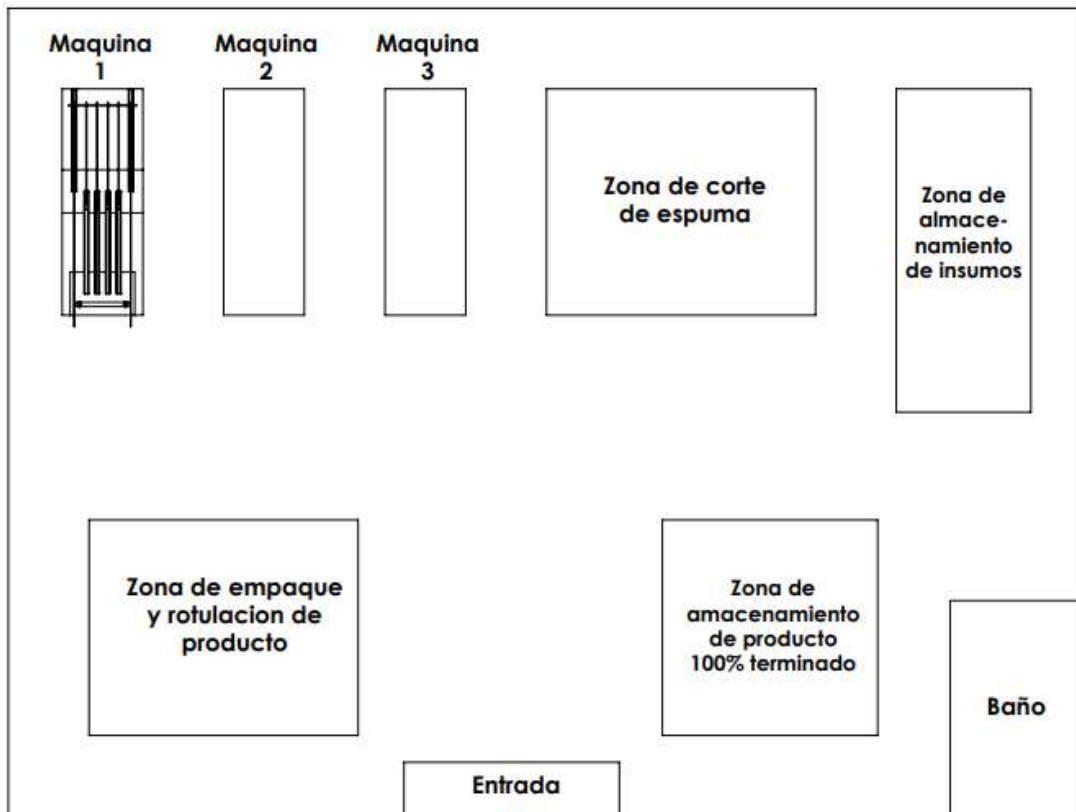 Maquina
1
Maquina
2
Maquina
3
Zona de corte
de espuma
Zona de
almace-
namiento
de insumos
Zona de empaque
y rotulacion de
producto
Zona de
amacenamiento
de producto
100% terminado
Baño
Entrada